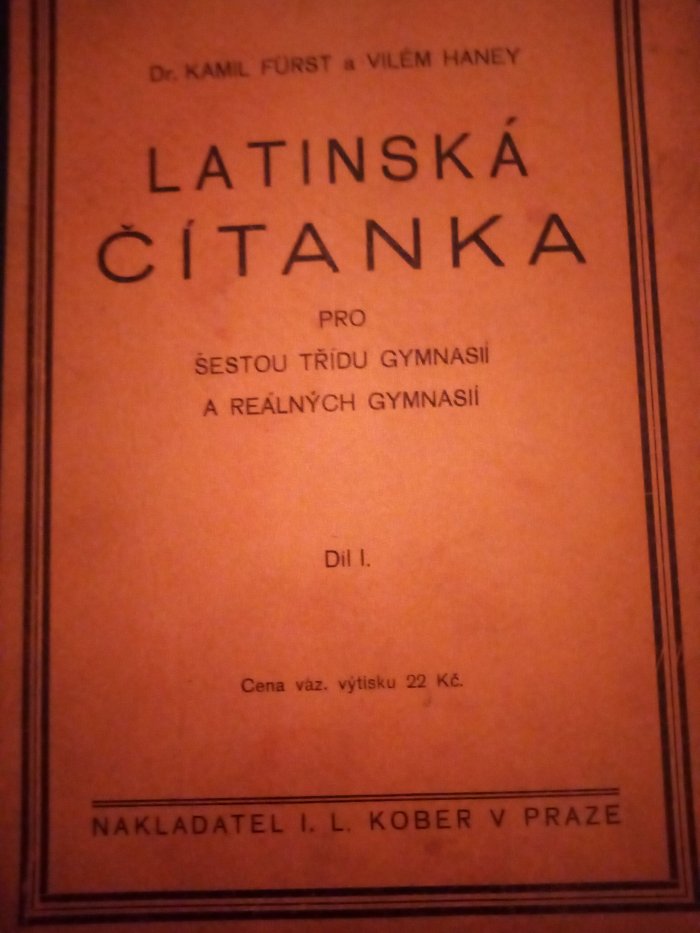 Dr. KAMIL FÜRST a VILÉM HANEY
LATINSKÁ
ČÍTANKA
PRO
ŠESTOU TŘÍDU GYMNASIÍ
A REÁLNÝCH GYMNASIÍ
Díl I.
Cena váz. výtisku 22 Kč.
NAKLADATEL I. L. KOBER V PRAZE